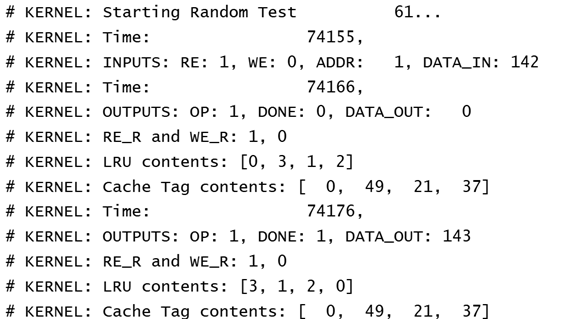 # KERNEL: Starting Random Test 61...
# KERNEL: Time: 74155,
# KERNEL: INPUTS: RE: 1, WE: 0, ADDR: 1, DATA_IN: 142
# KERNEL: Time: 74166,
# KERNEL: OUTPUTS: OP: 1, DONE: 0, DATA_OUT: 0
# KERNEL: RE_R and WE_R: 1, 0
# KERNEL: LRU contents: [0, 3, 1, 2]
# KERNEL: Cache Tag contents: [ 0, 49, 21, 37]
# KERNEL: Time: 74176,
# KERNEL: OUTPUTS: OP: 1, DONE: 1, DATA_OUT: 143
# KERNEL: RE_R and WE_R: 1, 0
# KERNEL: LRU contents: [3, 1, 2, 0]
# KERNEL: Cache Tag contents: [ 0, 49, 21, 37]